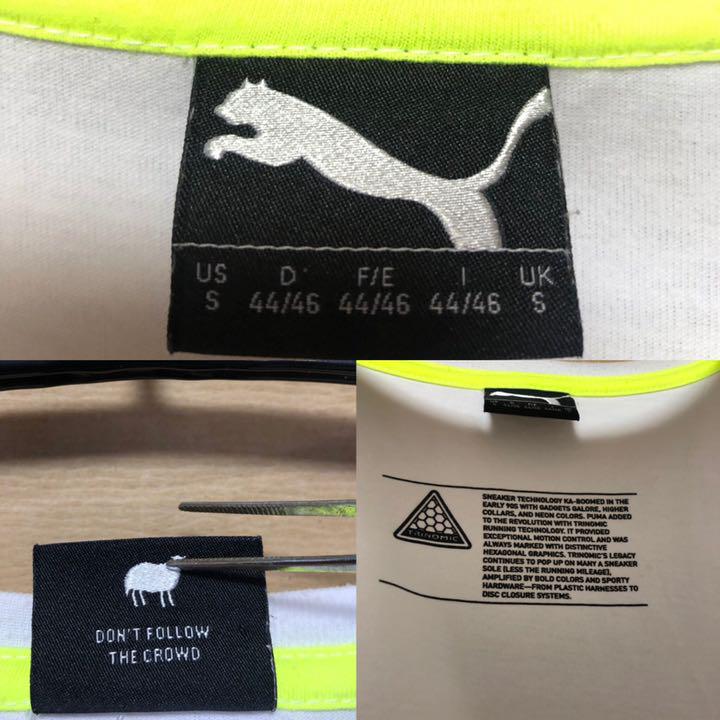 US D F/E I UK
S 44/46 44/46 44/46 S
DON'T FOLLOW
THE CROWD
TRINOMIC
SNEAKER TECHNOLOGY KA-BOOMED IN THE
EARLY 90S WITH GADGETS GALORE, HIGHER
COLLARS, AND NEON COLORS. PUMA ADDED
TO THE REVOLUTION WITH TRINOMIC
RUNNING TECHNOLOGY. IT PROVIDED
EXCEPTIONAL MOTION CONTROL, AND WAS
ALWAYS MARKED WITH DISTINCTIVE
HEXAGONAL GRAPHICS. TRINOMIC'S LEGACY
CONTINUES TO POP UP ON MANY A SNEAKER
SOLE (LESS THE RUNNING MILEAGE),
AMPLIFIED BY BOLD COLORS AND SPORTY
HARDWARE—FROM PLASTIC HARNESSES TO
DISC CLOSURE SYSTEMS.